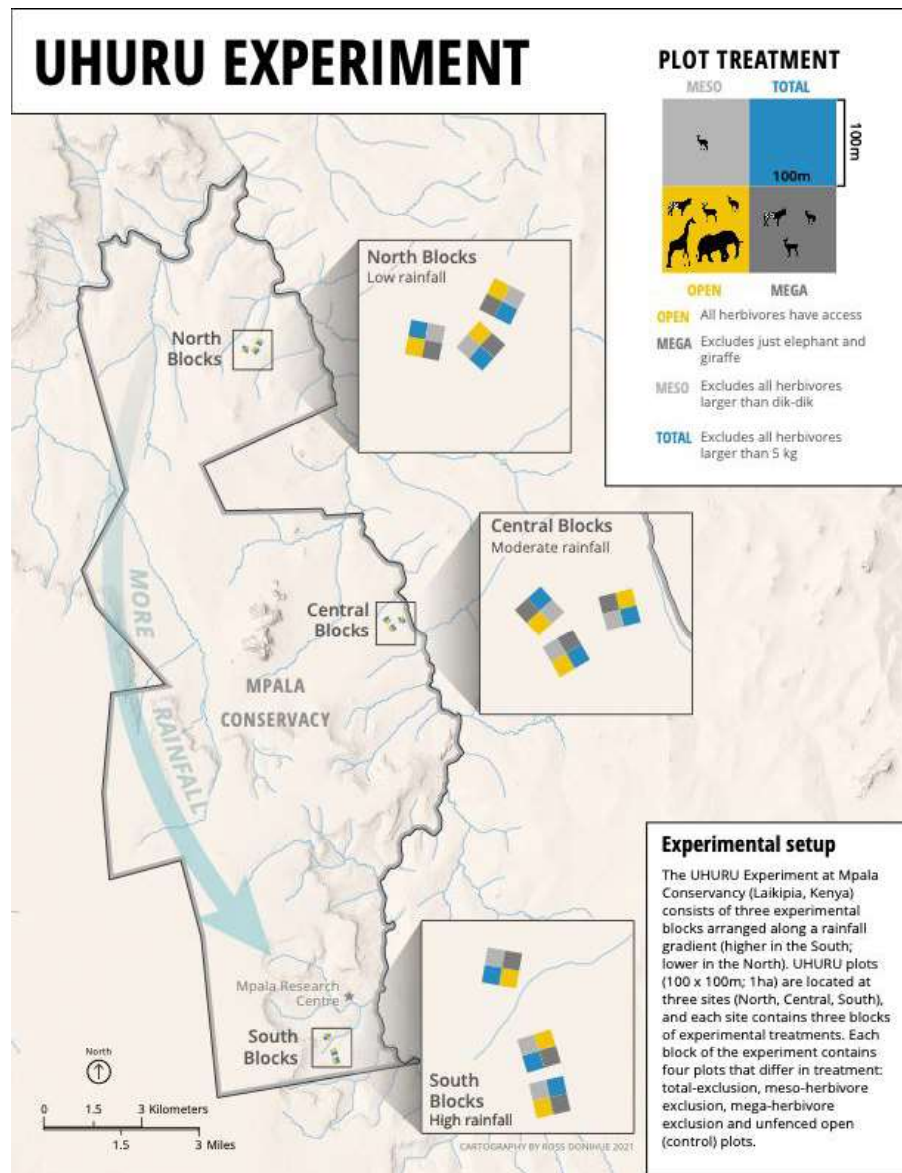 UHURU EXPERIMENT
PLOT TREATMENT
MESO TOTAL
100m
100m
OPEN MEGA
OPEN All herbivores have access
MEGA Excludes just elephant and
giraffe
MESO Excludes all herbivores
larger than dik-dik
TOTAL Excludes all herbivores
larger than 5 kg
North Blocks
Low rainfall
North
Blocks
Central Blocks
Moderate rainfall
Central
Blocks
MORE
RAINFALL
MPALA
CONSERVACY
Mpala Research
Centre
South
Blocks
South
Blocks
High rainfall
North
0 1.5 3 Kilometers
1.5 3 Miles
CARTOGRAPHY BY ROSS DONIHUE 2021
Experimental setup
The UHURU Experiment at Mpala
Conservancy (Laikipia, Kenya)
consists of three experimental
blocks arranged along a rainfall
gradient (higher in the South;
lower in the North). UHURU plots
(100 x 100m; 1ha) are located at
three sites (North, Central, South),
and each site contains three blocks
of experimental treatments. Each
block of the experiment contains
four plots that differ in treatment:
total-exclusion, meso-herbivore
exclusion, mega-herbivore
exclusion and unfenced open
(control) plots.